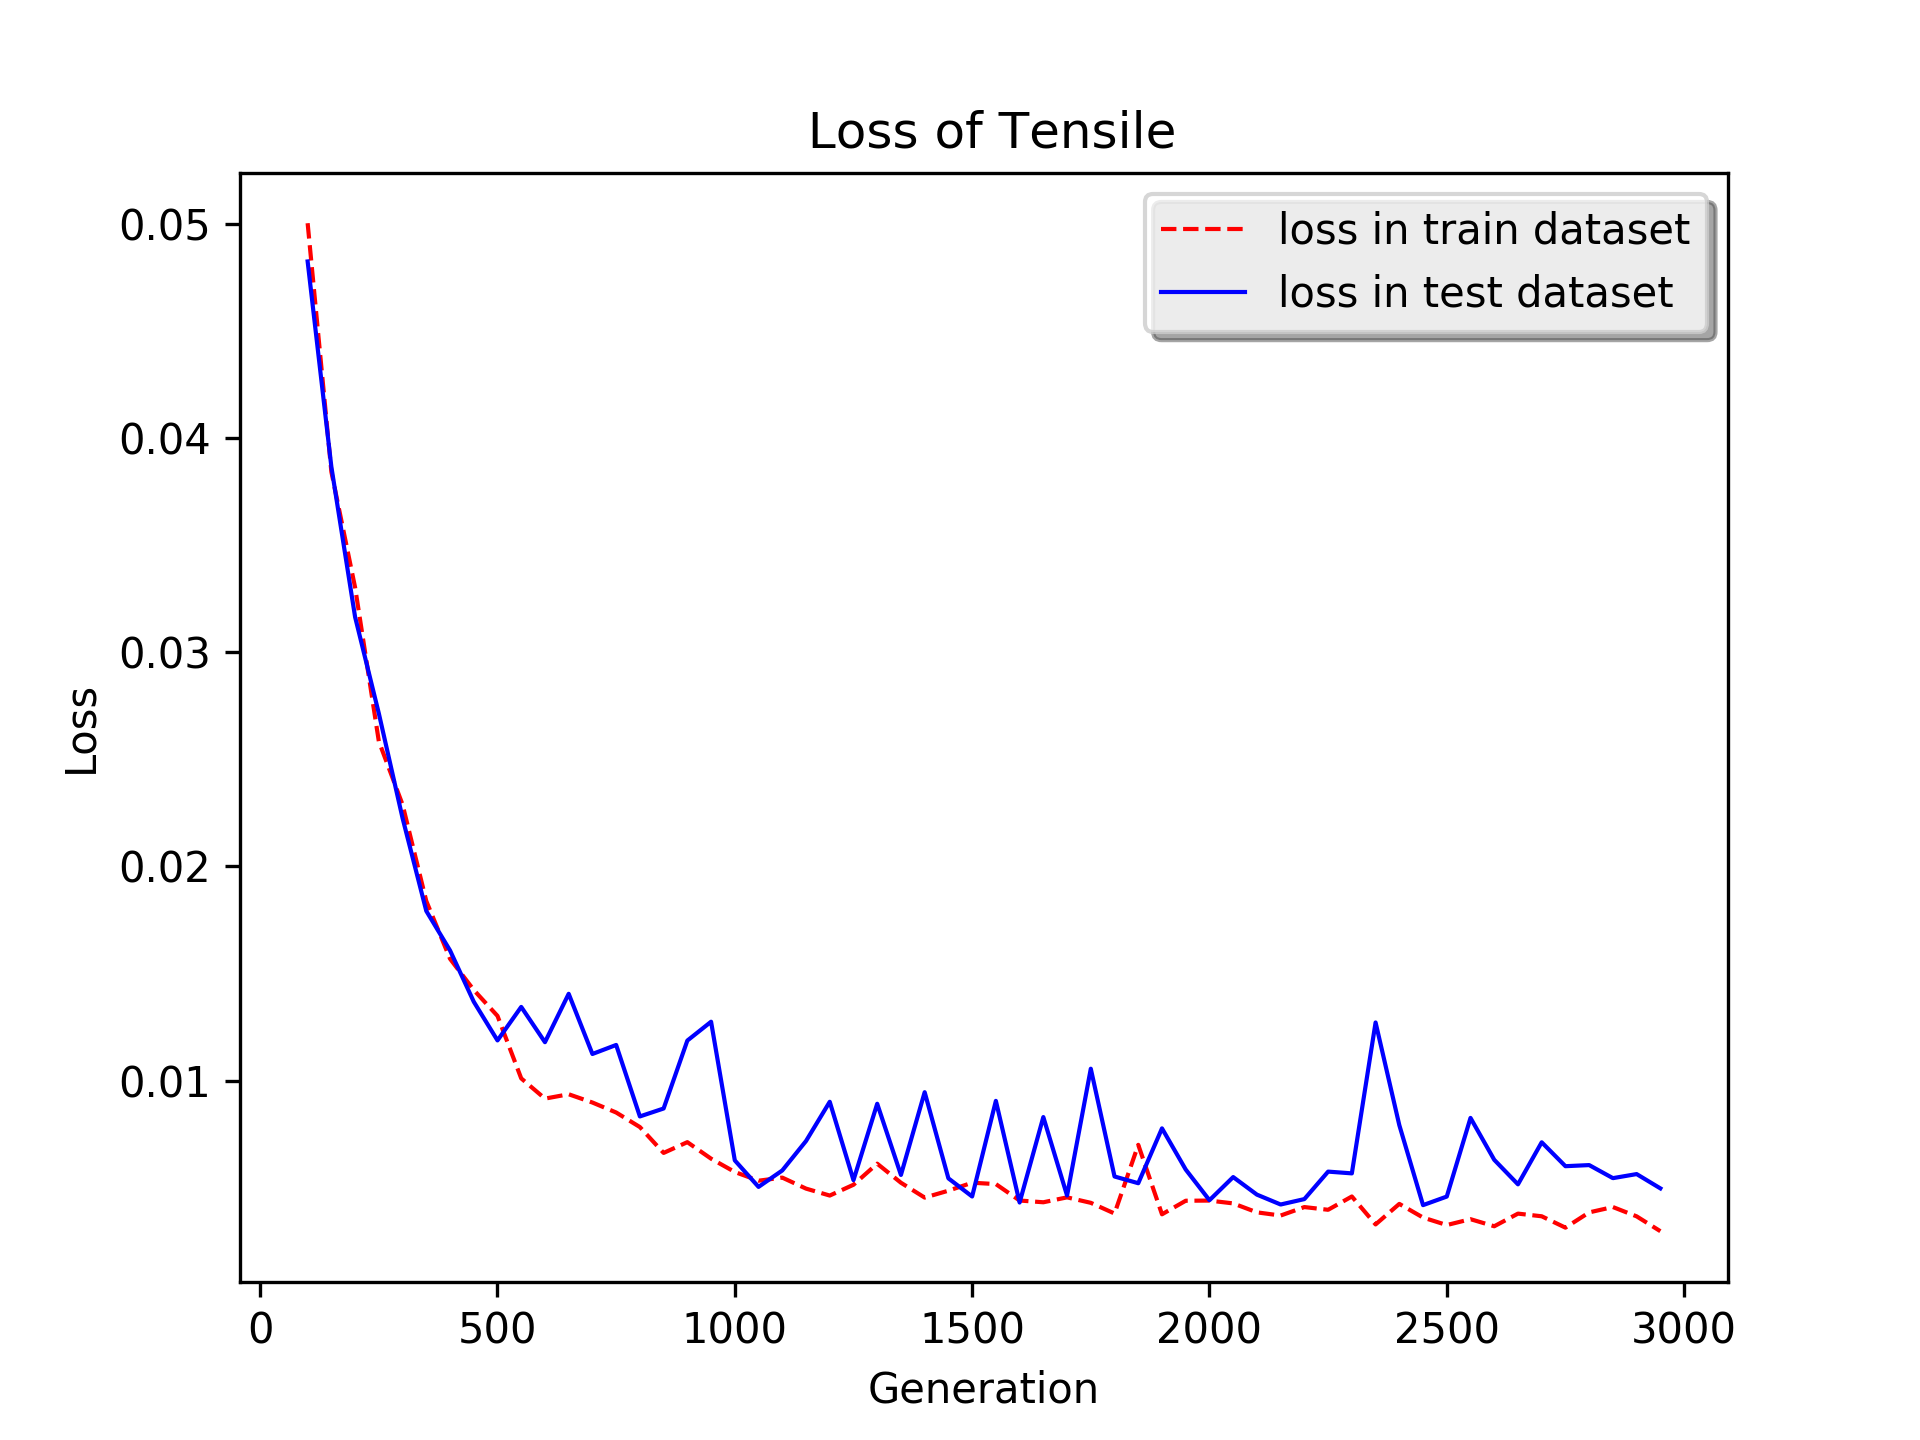 Loss of Tensile
loss in train dataset
loss in test dataset
0.05
0.04
0.03
0.02
0.01
Loss
0 500 1000 1500 2000 2500 3000
Generation